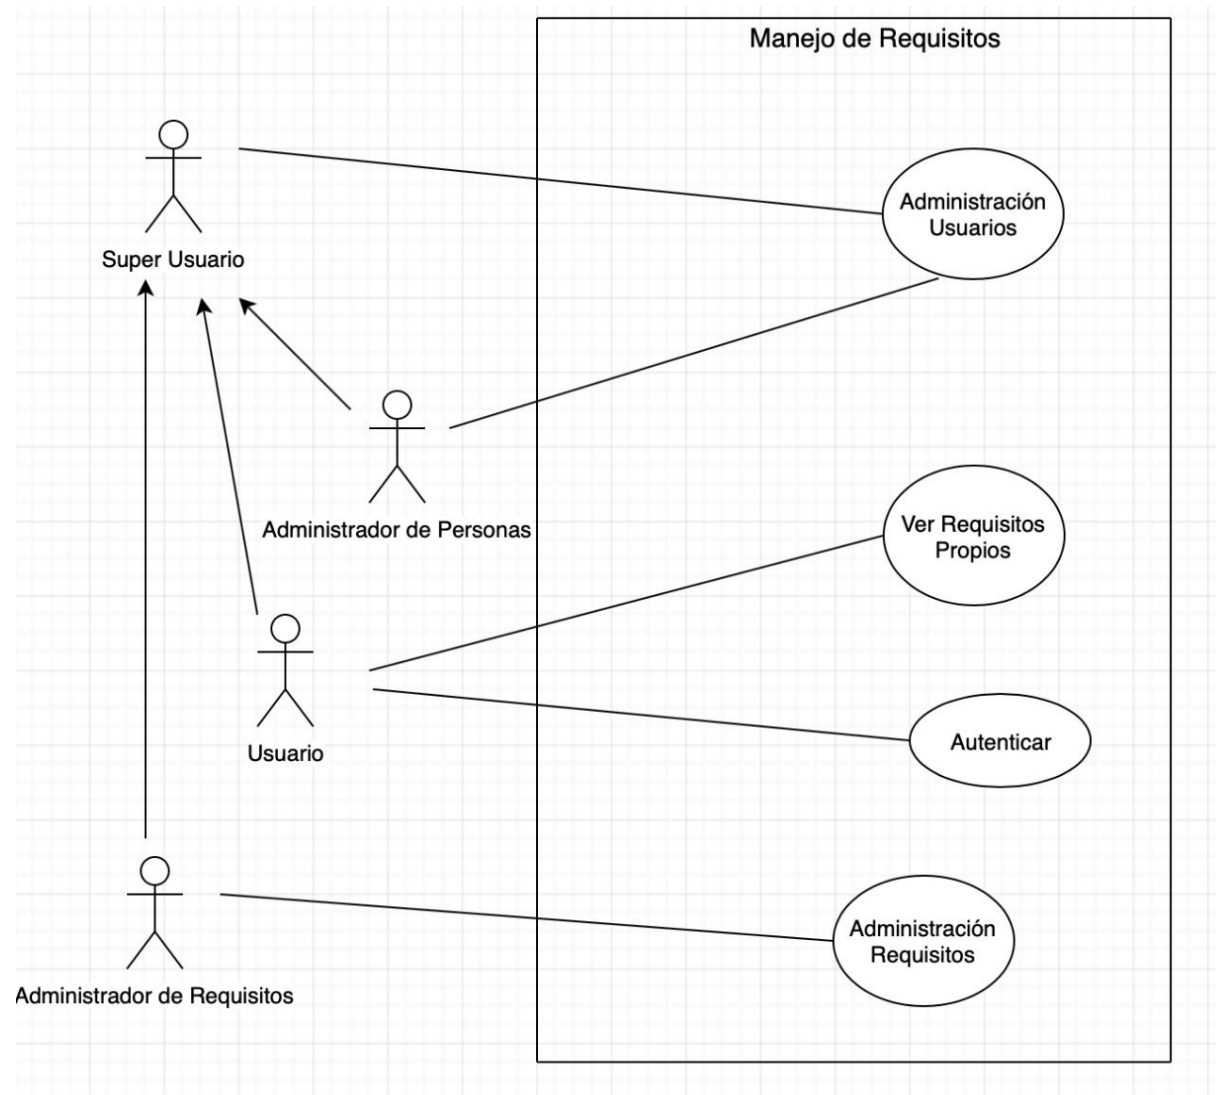 Manejo de Requisitos
Administración
Usuarios
Super Usuario
Ver Requisitos
Propios
Administrador de Personas
Autenticar
Usuario
Administración
Requisitos
Administrador de Requisitos